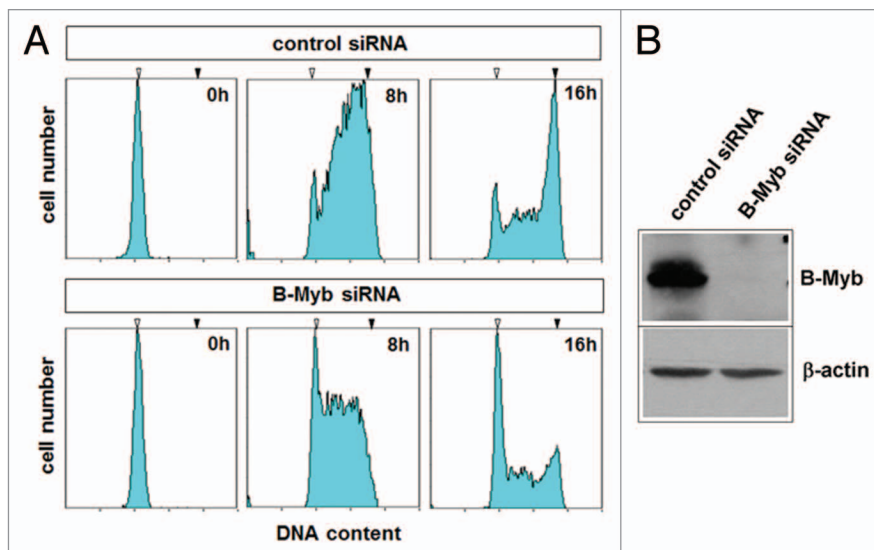 A
control siRNA
0h
8h
16h
cell number
B-Myb siRNA
0h
8h
16h
cell number
DNA content
B
control siRNA
B-Myb siRNA
B-Myb
β-actin